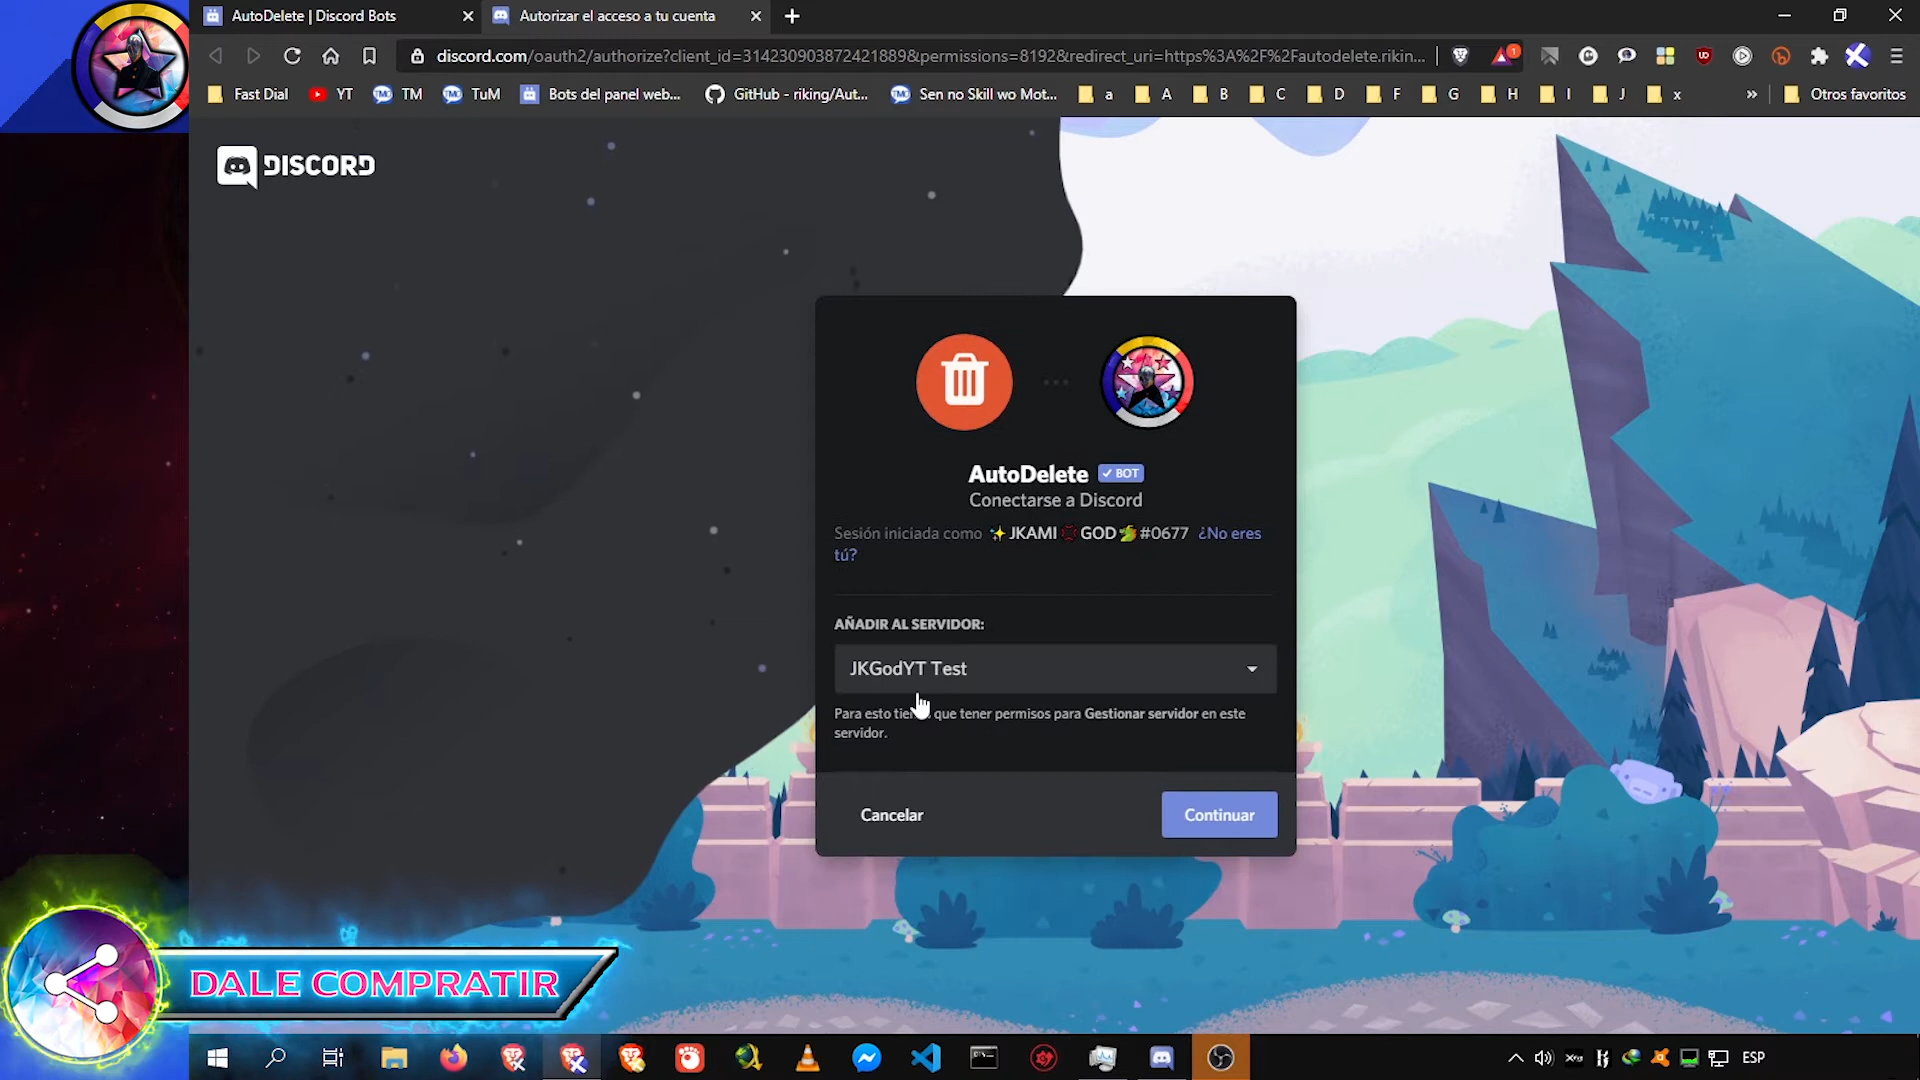 AutoDelete | Discord Bots
Autorizar el acceso a tu cuenta
discord.com/oauth2/authorize?client_id=314230903872421889&permissions=8192&redirect_uri=https%3A%2F%2Fautodelete.rikin...
1
Fast Dial
YT
TM
TuM
Bots del panel web...
GitHub - riking/Aut...
Sen no Skill wo Mot...
a
A
B
C
D
F
G
H
I
J
x
»
Otros favoritos
DISCORD
AutoDelete
BOT
Conectarse a Discord
Sesión iniciada como ✨JKAMI💢GOD🐲#0677 ¿No eres
tú?
AÑADIR AL SERVIDOR:
JKGodYT Test
Para esto que tener permisos para Gestionar servidor en este
servidor.
Cancelar
Continuar
DALE COMPRATIR
ESP